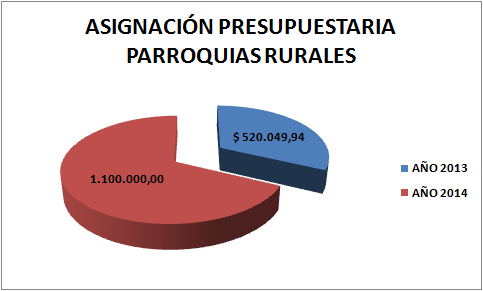 ASIGNACIÓN PRESUPUESTARIA
PARROQUIAS RURALES
$ 520.049,94
1.100.000,00
AÑO 2013
AÑO 2014